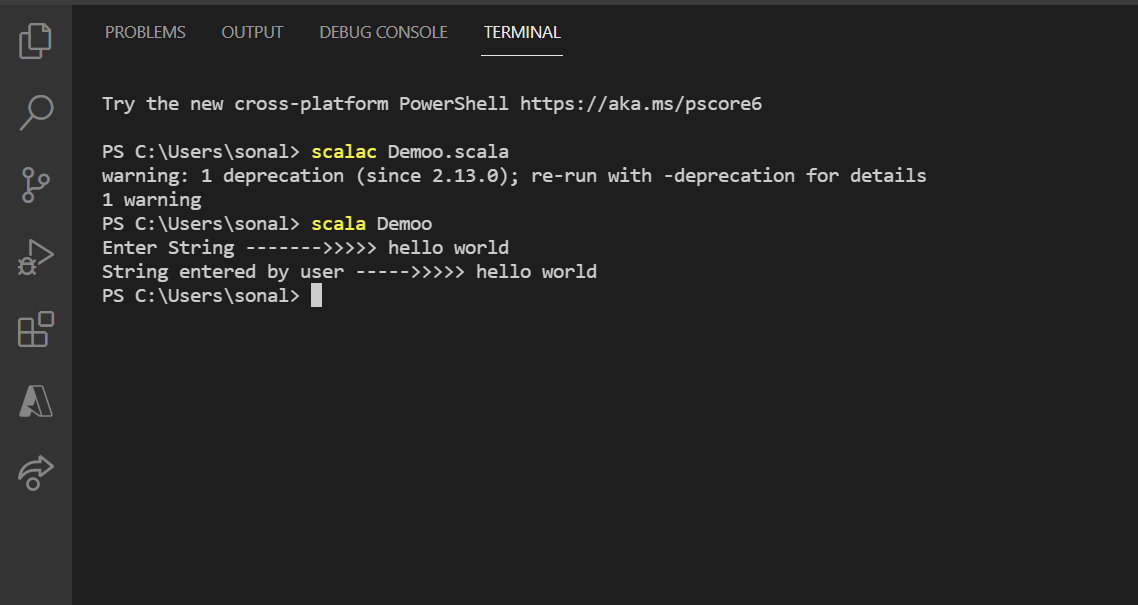 PROBLEMS OUTPUT DEBUG CONSOLE TERMINAL
Try the new cross-platform PowerShell https://aka.ms/pscore6
PS C:\Users\sonal> scalac Demoo.scala
warning: 1 deprecation (since 2.13.0); re-run with -deprecation for details
1 warning
PS C:\Users\sonal> scala Demoo
Enter String ------->>>>> hello world
String entered by user ----->>>>> hello world
PS C:\Users\sonal>